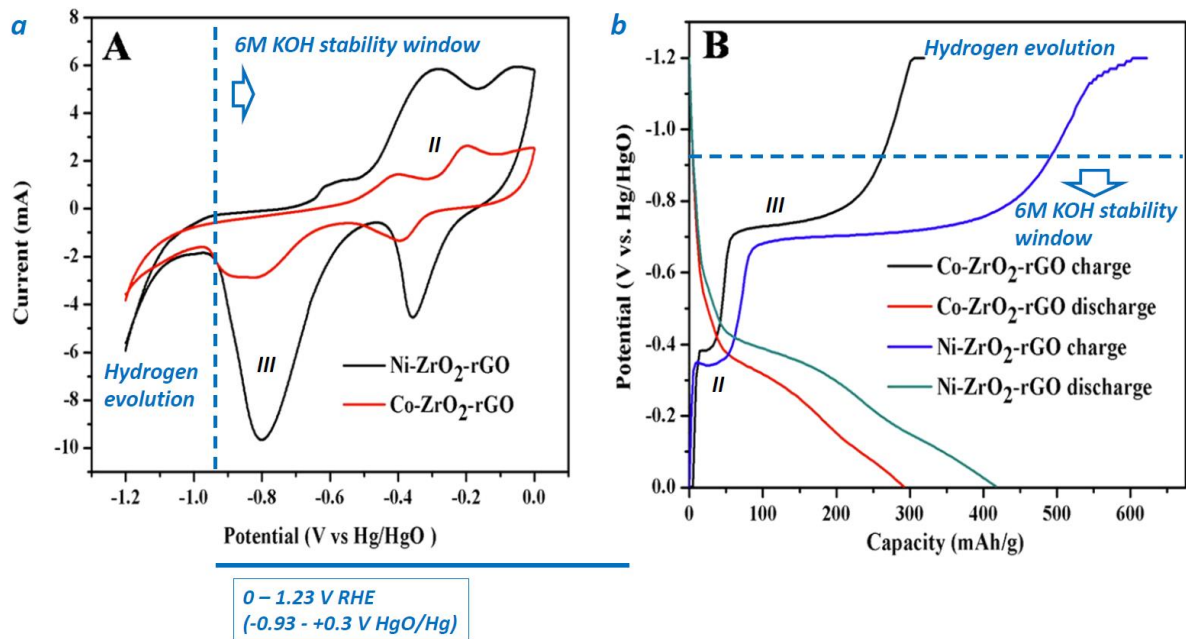 a
A
6M KOH stability window
8
6
4
2
0
-2
-4
-6
-8
-10
Current (mA)
II
III
Hydrogen
evolution
Ni-ZrO2-rGO
Co-ZrO2-rGO
-1.2 -1.0 -0.8 -0.6 -0.4 -0.2 0.0
Potential (V vs Hg/HgO )
0 – 1.23 V RHE
(-0.93 - +0.3 V HgO/Hg)
b
B
Hydrogen evolution
-1.2
-1.0
-0.8
-0.6
-0.4
-0.2
0.0
Potential (V vs. Hg/HgO)
III
6M KOH stability
window
Co-ZrO2-rGO charge
Co-ZrO2-rGO discharge
Ni-ZrO2-rGO charge
Ni-ZrO2-rGO discharge
II
0 100 200 300 400 500 600
Capacity (mAh/g)